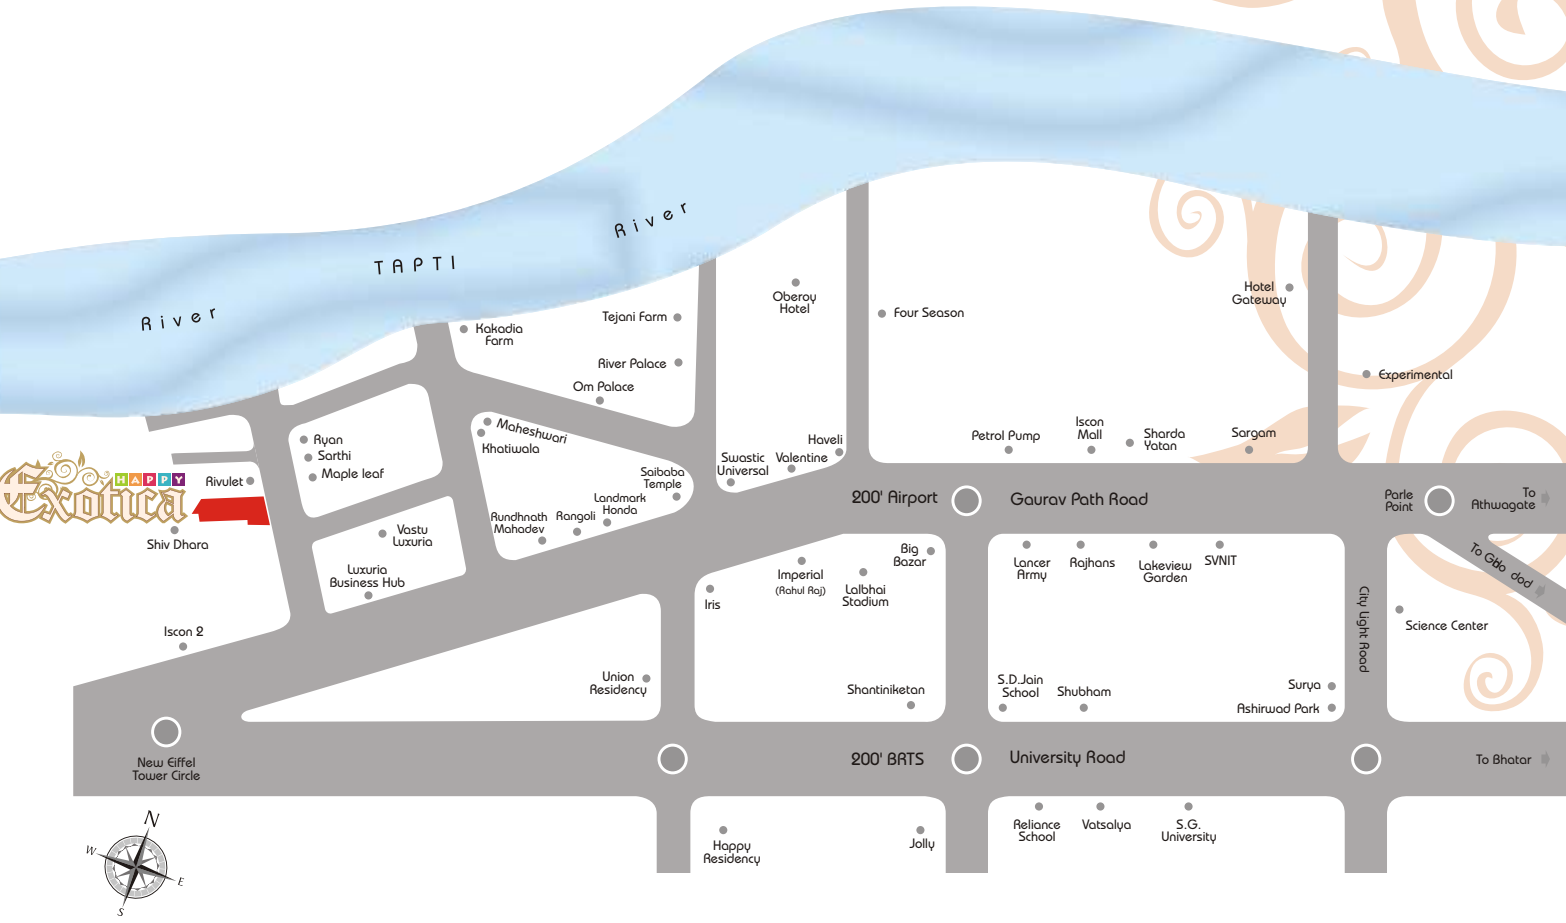 River
TAPTI
River
Oberoy
Hotel
Four Season
Hotel
Gateway
Tejani Farm
Kakadia
Farm
River Palace
Om Palace
Experimental
Maheshwari
Khatiwala
Ryan
Sarthi
Maple leaf
Haveli
Swastic
Universal
Valentine
Petrol Pump
Iscon
Mall
Sharda
Yatan
Sargam
Saibaba
Temple
Landmark
Honda
Rangoli
Rundhnath
Mahadev
HAPPY
Exotica
Rivulet
Shiv Dhara
Vastu
Luxuria
Luxuria
Business Hub
200' Airport
Gaurav Path Road
Parle
Point
To
Athwagate
Big
Bazar
Imperial
(Rahul Raj)
Lalbhai
Stadium
Iris
Lancer
Army
Rajhans
Lakeview
Garden
SVNIT
City Light Road
Science Center
Iscon 2
Union
Residency
Shantiniketan
S.D.Jain
School
Shubham
Surya
Ashirwad Park
New Eiffel
Tower Circle
200' BRTS
University Road
To Bhatar
Happy
Residency
Jolly
Reliance
School
Vatsalya
S.G.
University
N
W
E
S